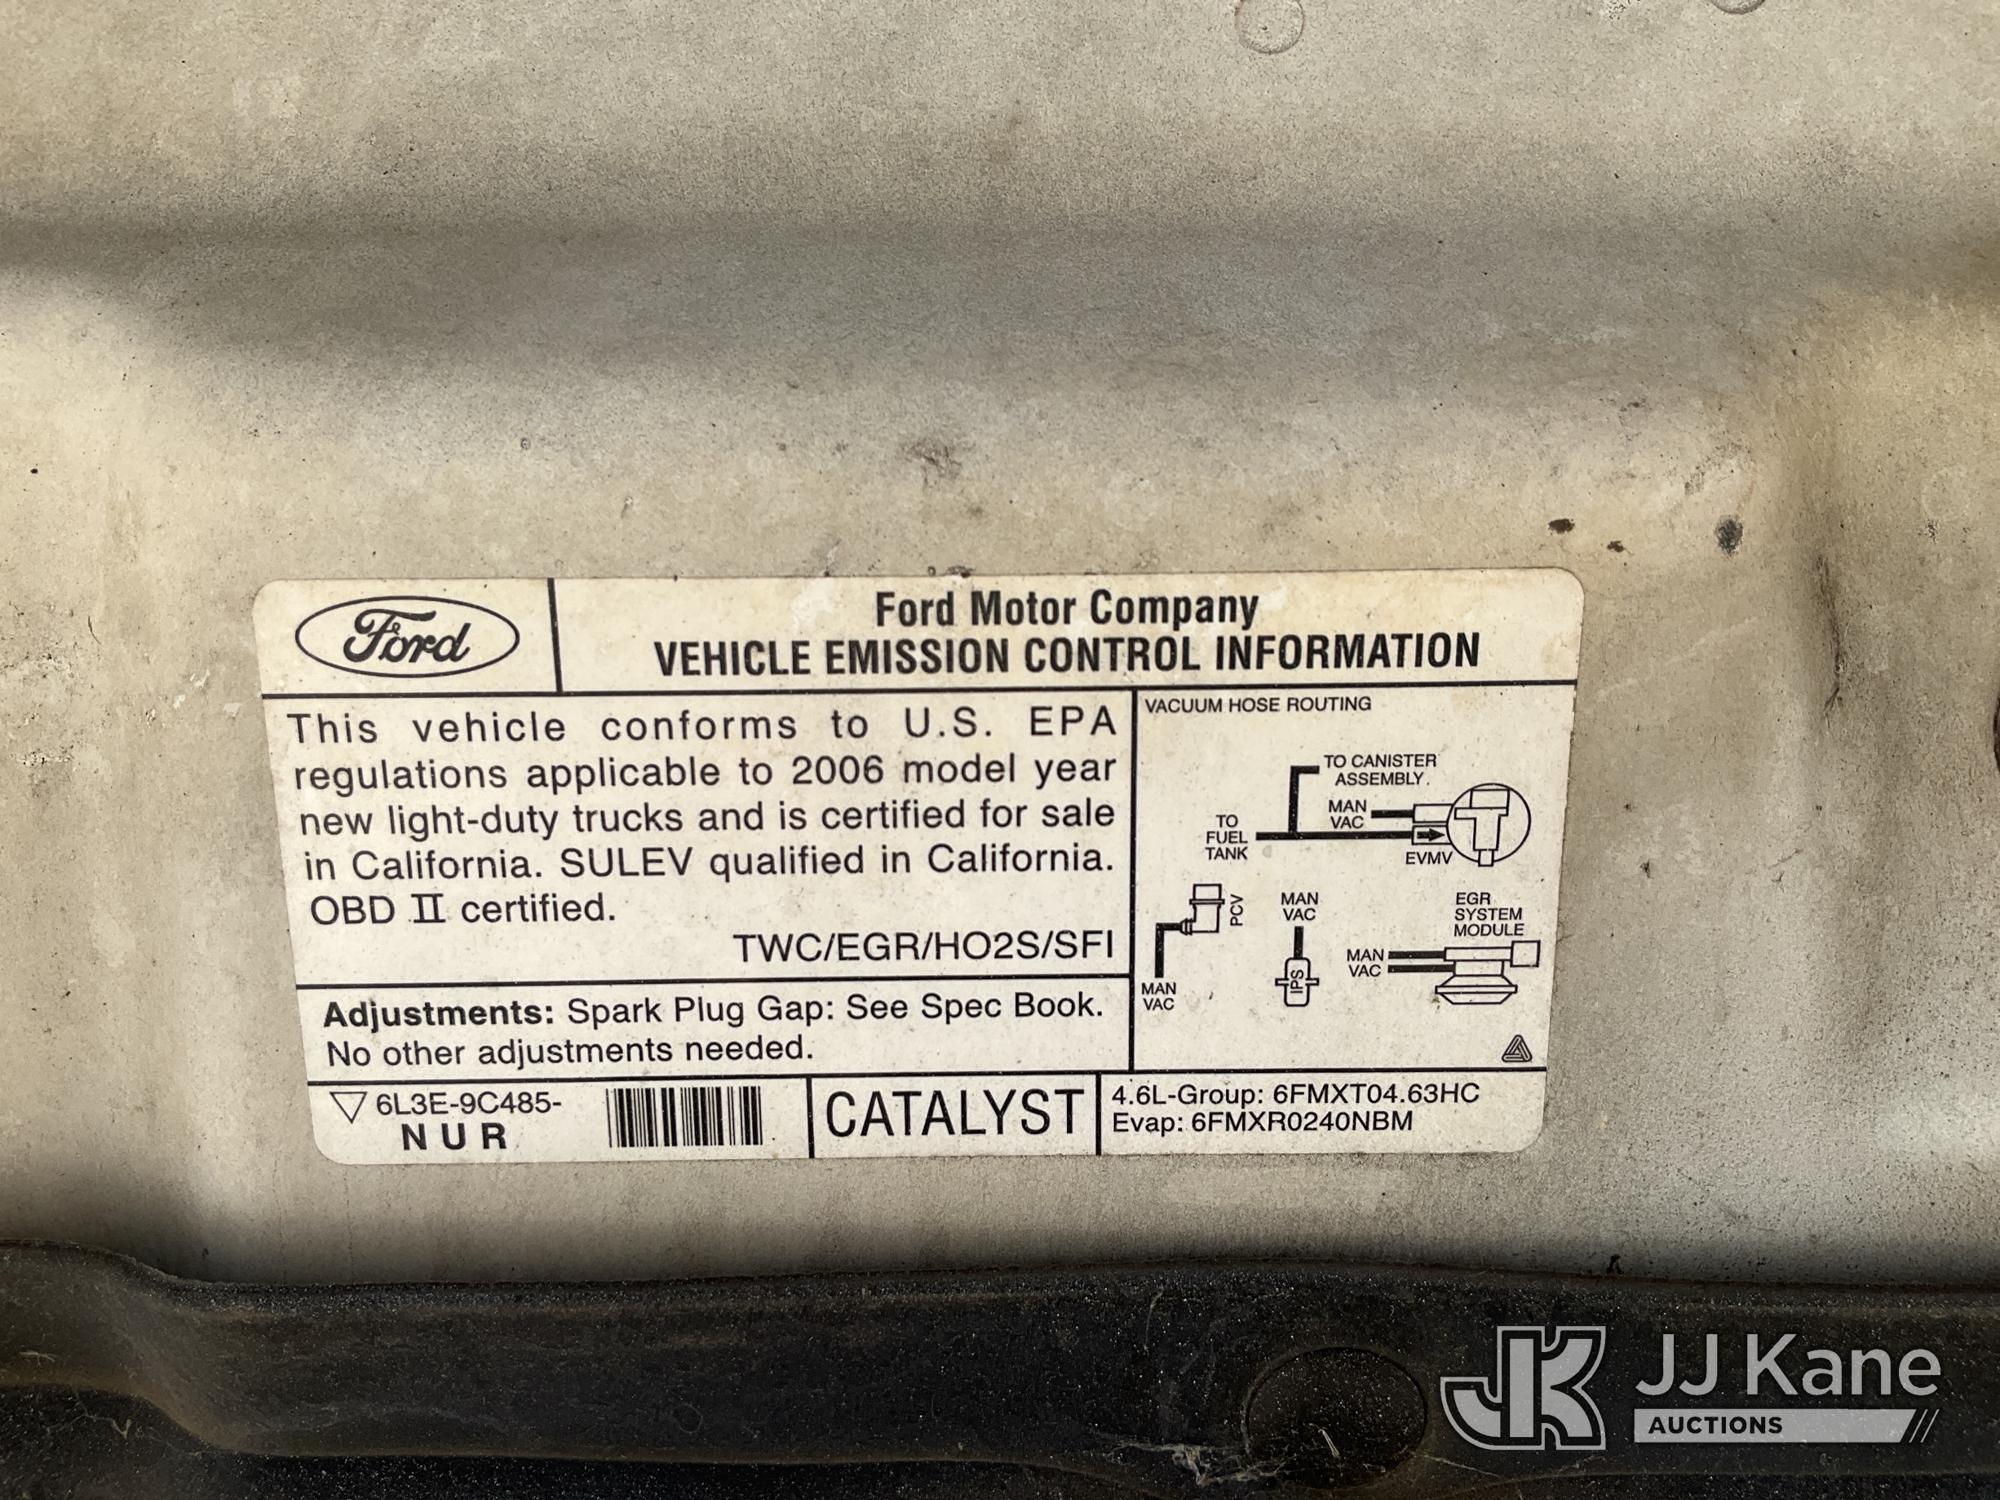 Ford
Ford Motor Company
VEHICLE EMISSION CONTROL INFORMATION
This vehicle conforms to U.S. EPA
regulations applicable to 2006 model year
new light-duty trucks and is certified for sale
in California. SULEV qualified in California.
OBD II certified.
TWC/EGR/HO2S/SFI
Adjustments: Spark Plug Gap: See Spec Book.
No other adjustments needed.
6L3E-9C485-
NUR
CATALYST
VACUUM HOSE ROUTING
TO CANISTER
ASSEMBLY.
MAN
VAC
TO
FUEL
TANK
EVMV
PCV
MAN
VAC
MAN
VAC
IPS
EGR
SYSTEM
MODULE
MAN
VAC
4.6L-Group: 6FMXT04.63HC
Evap: 6FMXR0240NBM
JK
JJ Kane
AUCTIONS